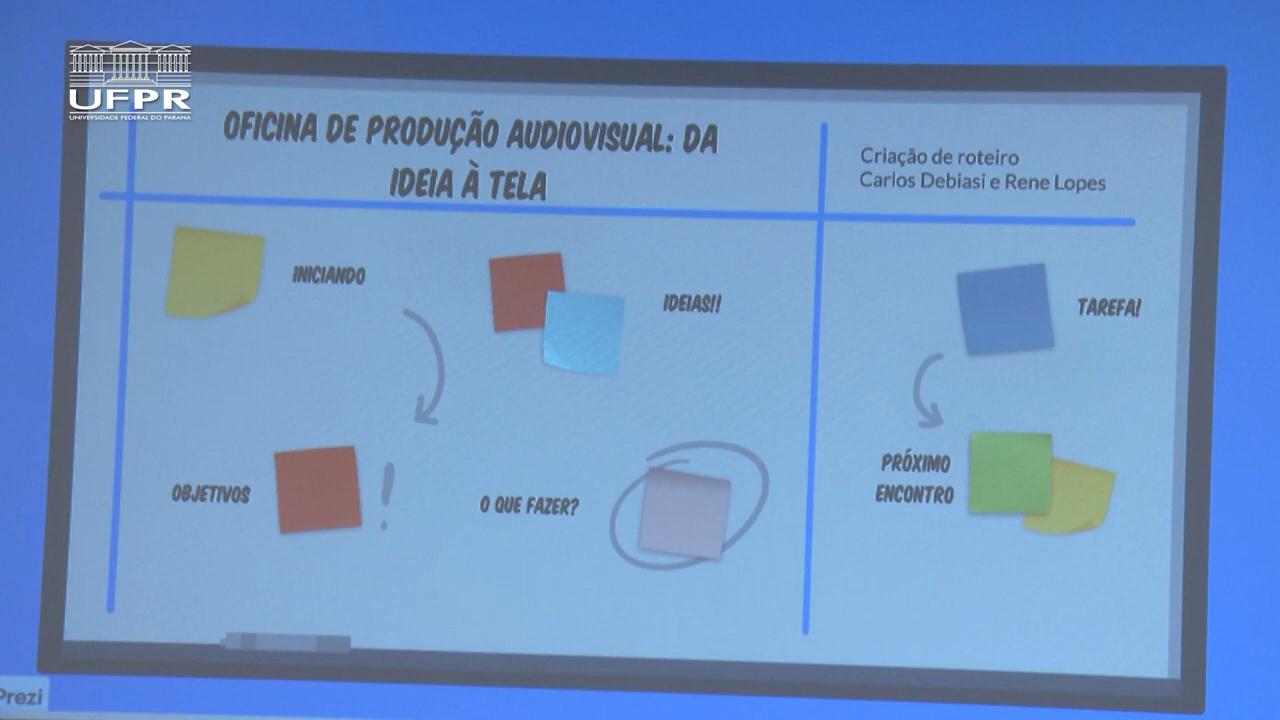 UFPR
UNIVERSIDADE FEDERAL DO PARANÁ
OFICINA DE PRODUÇÃO AUDIOVISUAL: DA
IDEIA À TELA
Criação de roteiro
Carlos Debiasi e Rene Lopes
INICIANDO
IDEIAS!!
TAREFA!
OBJETIVOS
!
O QUE FAZER?
PRÓXIMO
ENCONTRO
Prezi